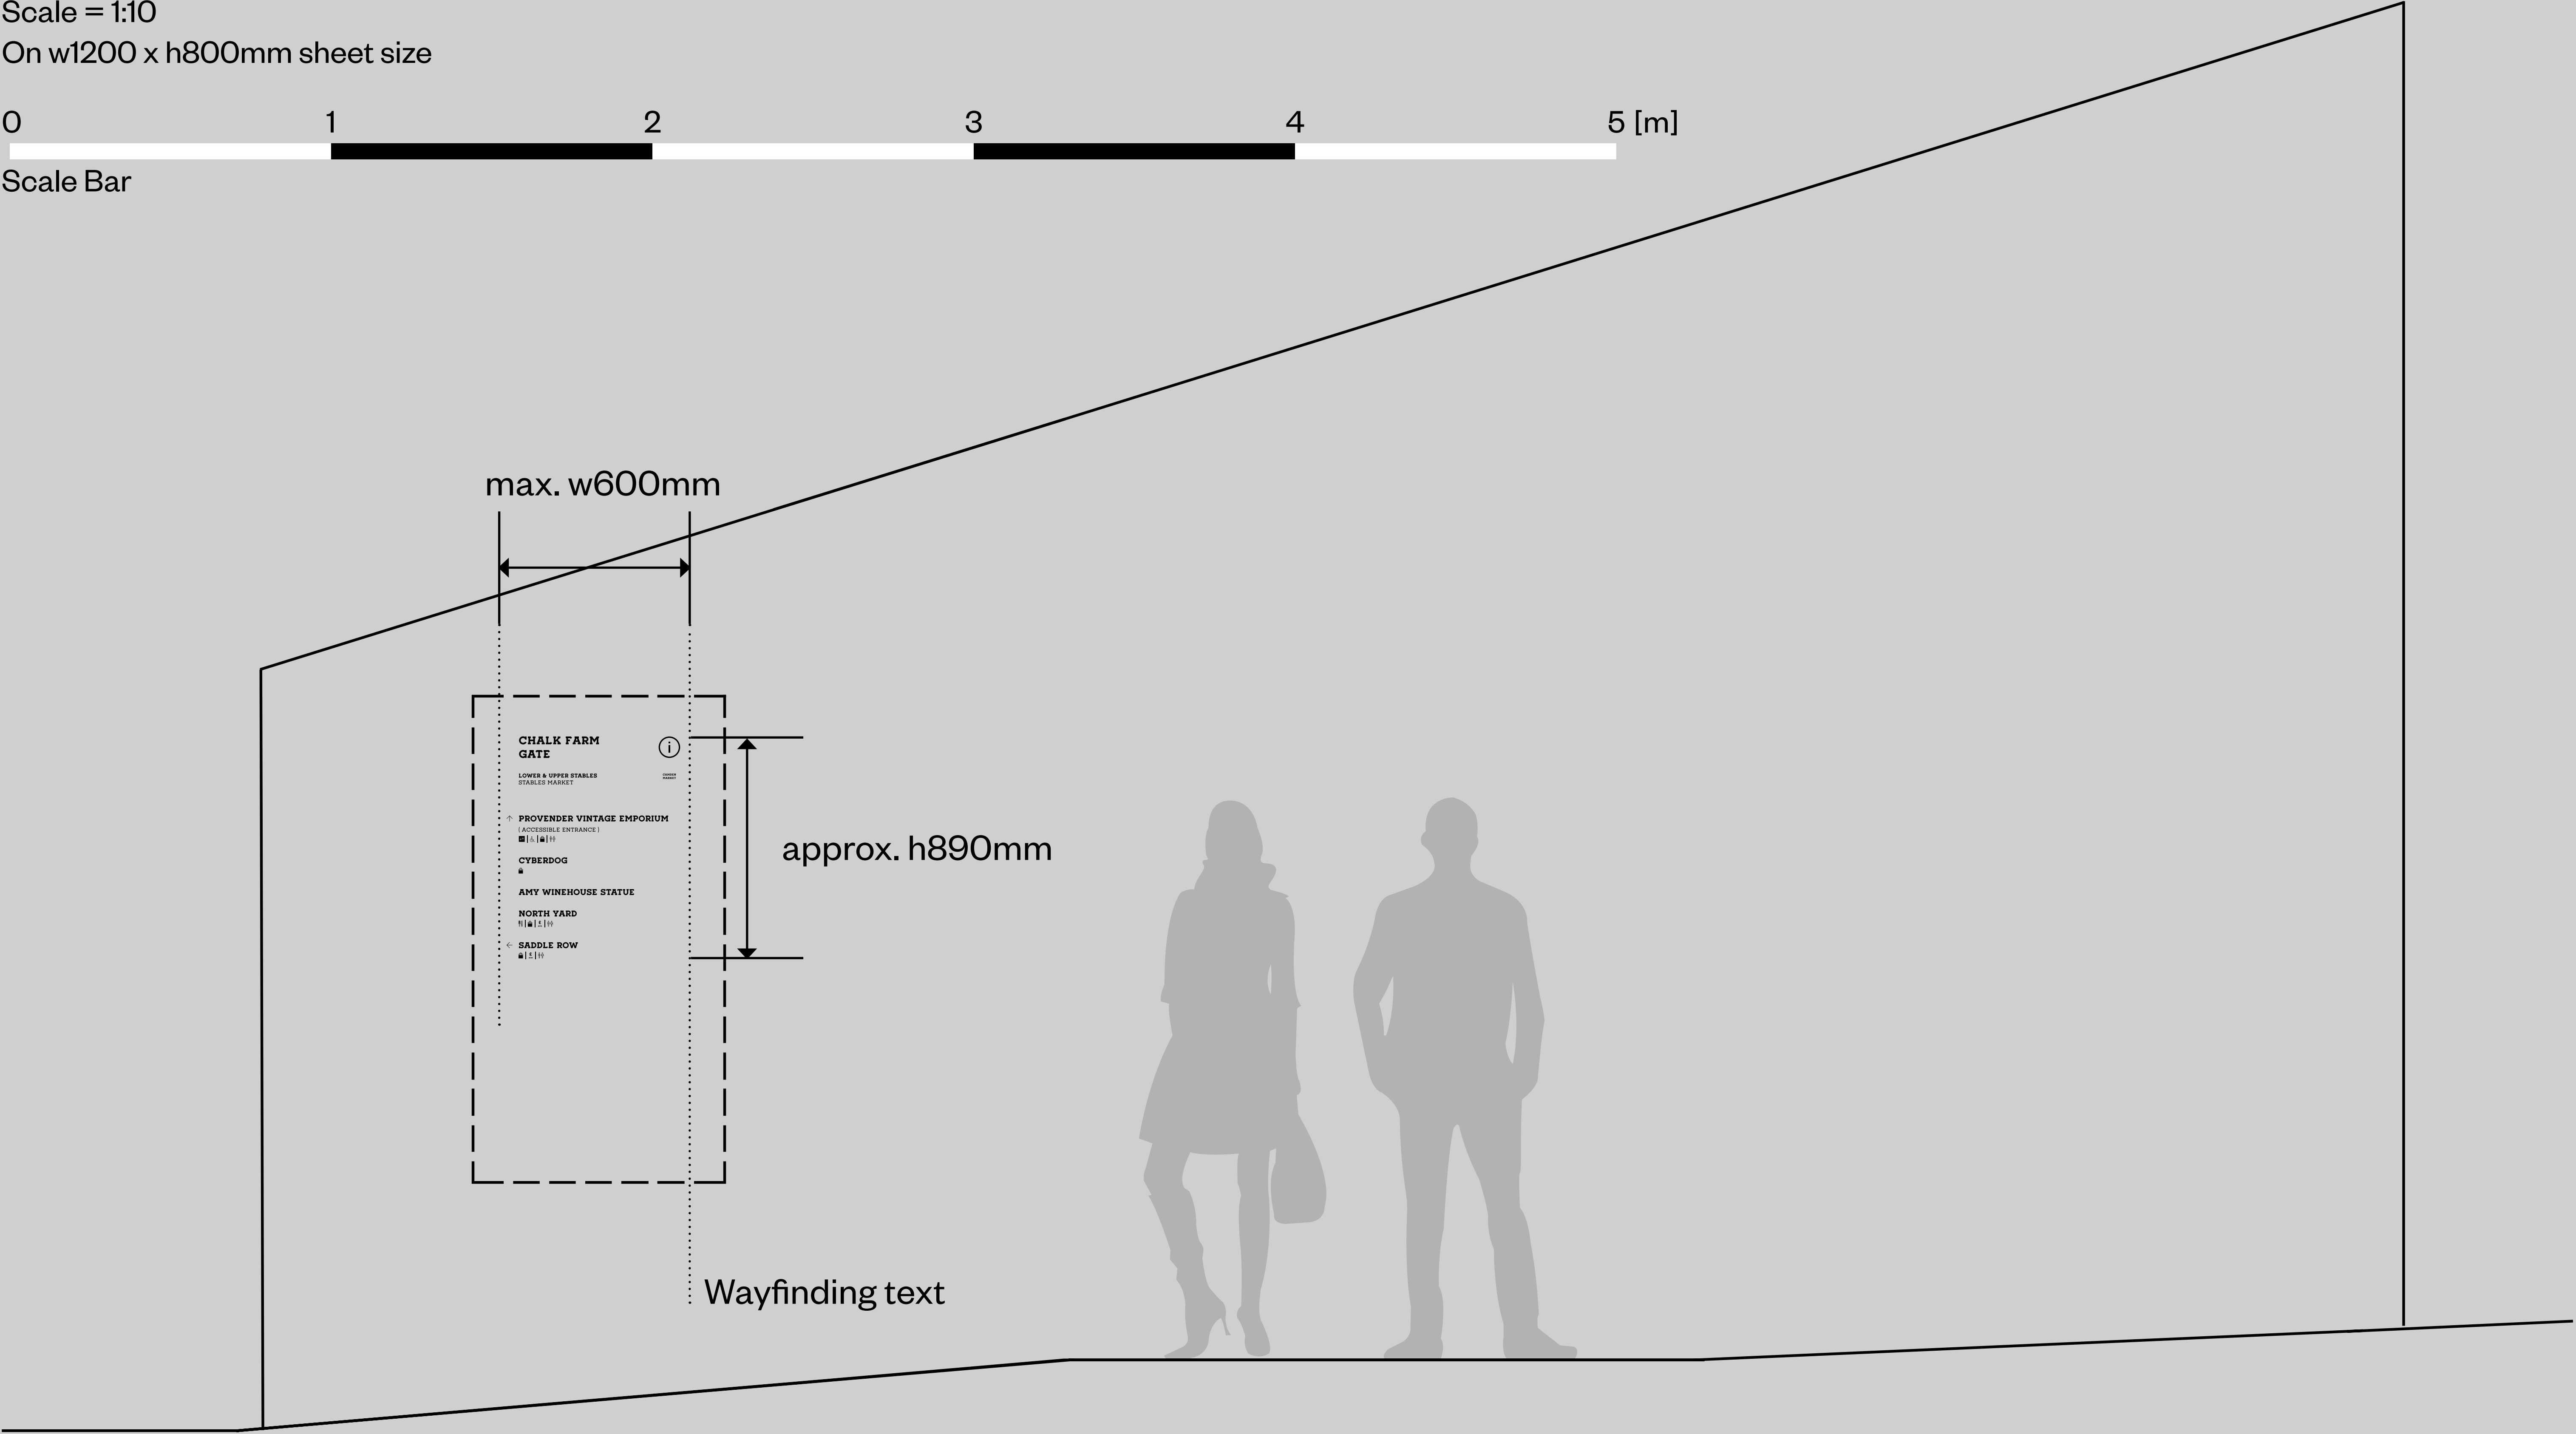 Scale = 1:10
On w1200 x h800mm sheet size
0 1 2 3 4 5 [m]
Scale Bar
max. w600mm
CHALK FARM
GATE
i
LOWER & UPPER STABLES
STABLES MARKET
CAMDEN
MARKET
↑ PROVENDER VINTAGE EMPORIUM
( ACCESSIBLE ENTRANCE )
CYBERDOG
AMY WINEHOUSE STATUE
NORTH YARD
← SADDLE ROW
approx. h890mm
Wayfinding text